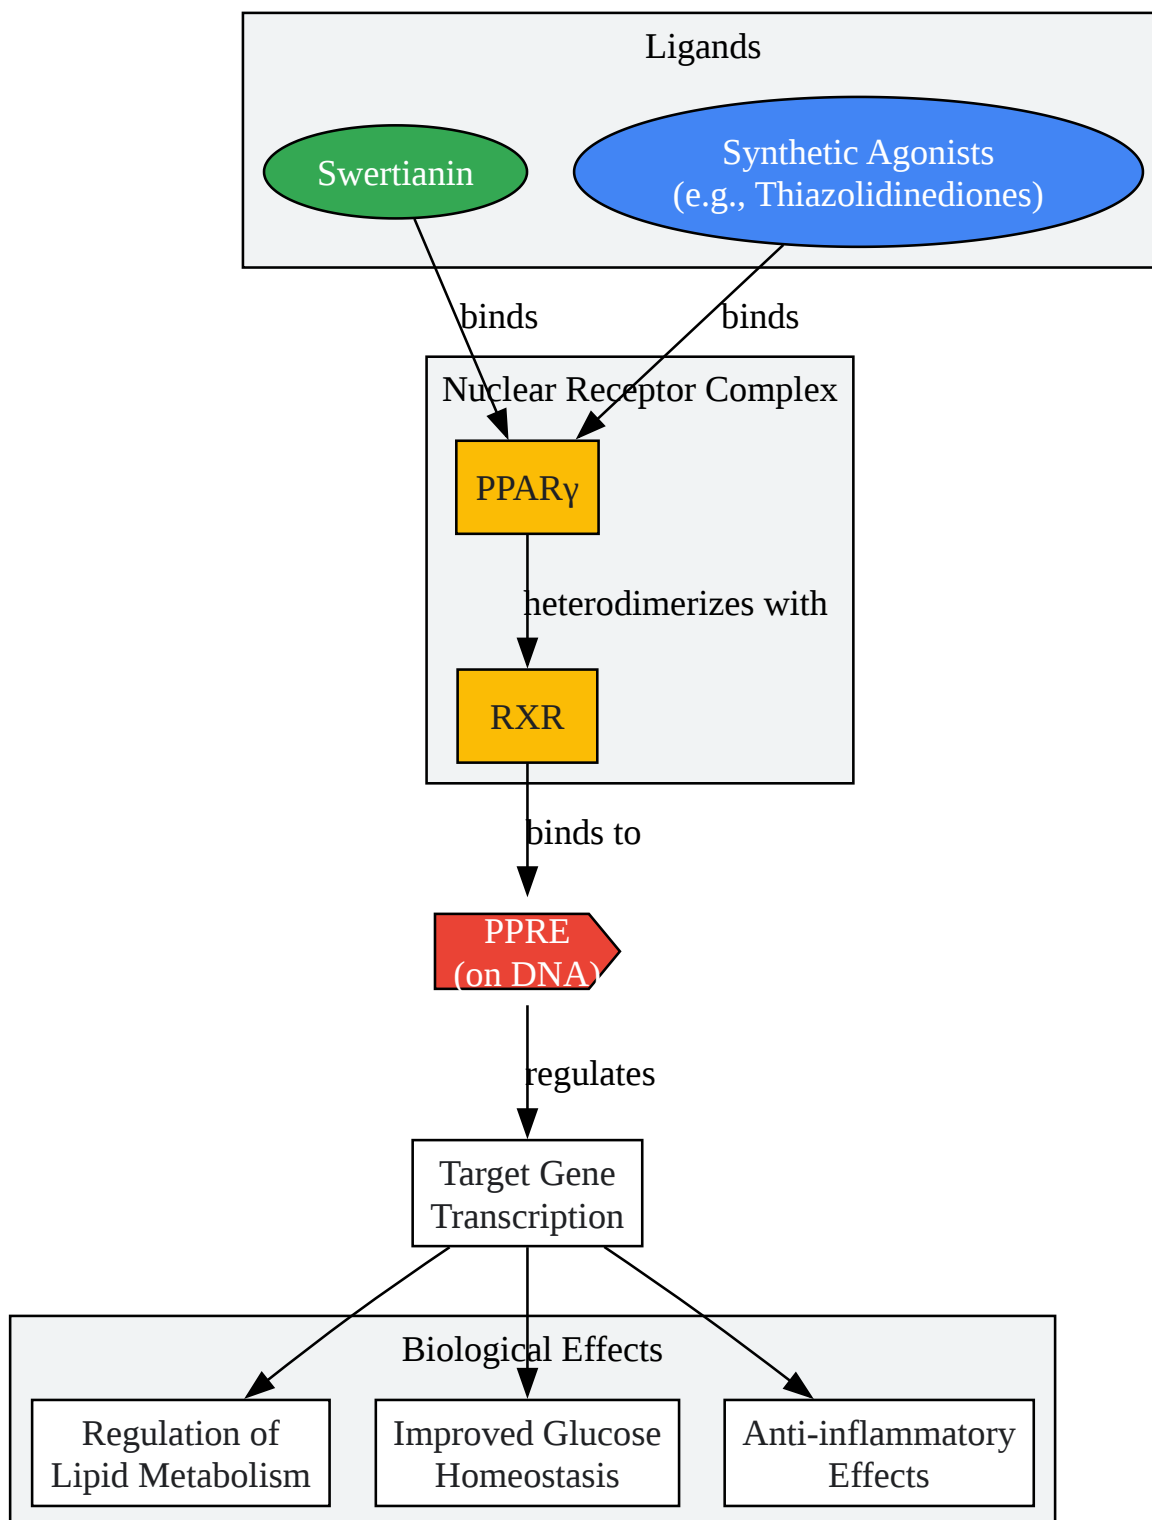 Ligands
Swertianin
Synthetic Agonists
(e.g., Thiazolidinediones)
binds
binds
Nuclear Receptor Complex
PPARγ
heterodimerizes with
RXR
binds to
PPRE
(on DNA)
regulates
Target Gene
Transcription
Biological Effects
Regulation of
Lipid Metabolism
Improved Glucose
Homeostasis
Anti-inflammatory
Effects